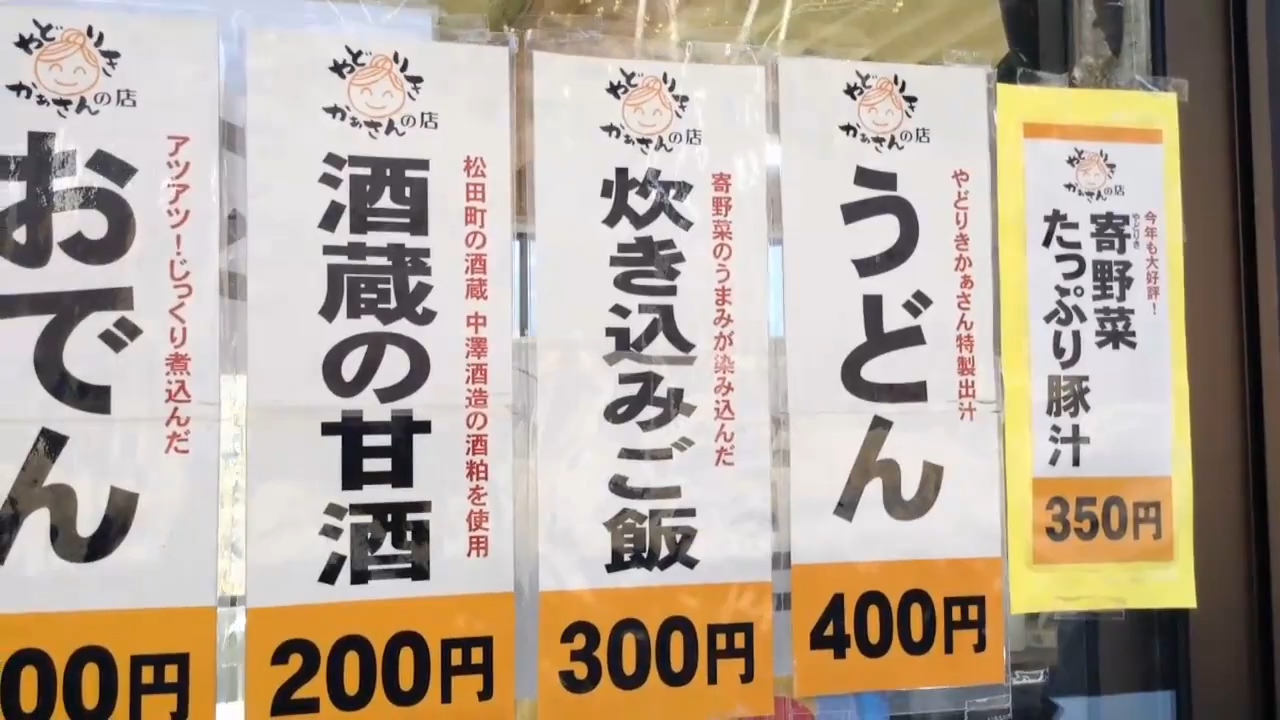 やどりき
かぁさんの店
アツアツ！じっくり煮込んだ
おでん
00円
やどりき
かぁさんの店
松田町の酒蔵 中澤酒造の酒粕を使用
酒蔵の甘酒
200円
やどりき
かぁさんの店
寄野菜のうまみが染み込んだ
炊き込みご飯
300円
やどりき
かぁさんの店
やどりきかぁさん特製出汁
うどん
400円
やどりき
かぁさんの店
今年も大好評！
寄野菜
やどりき
たっぷり豚汁
350円